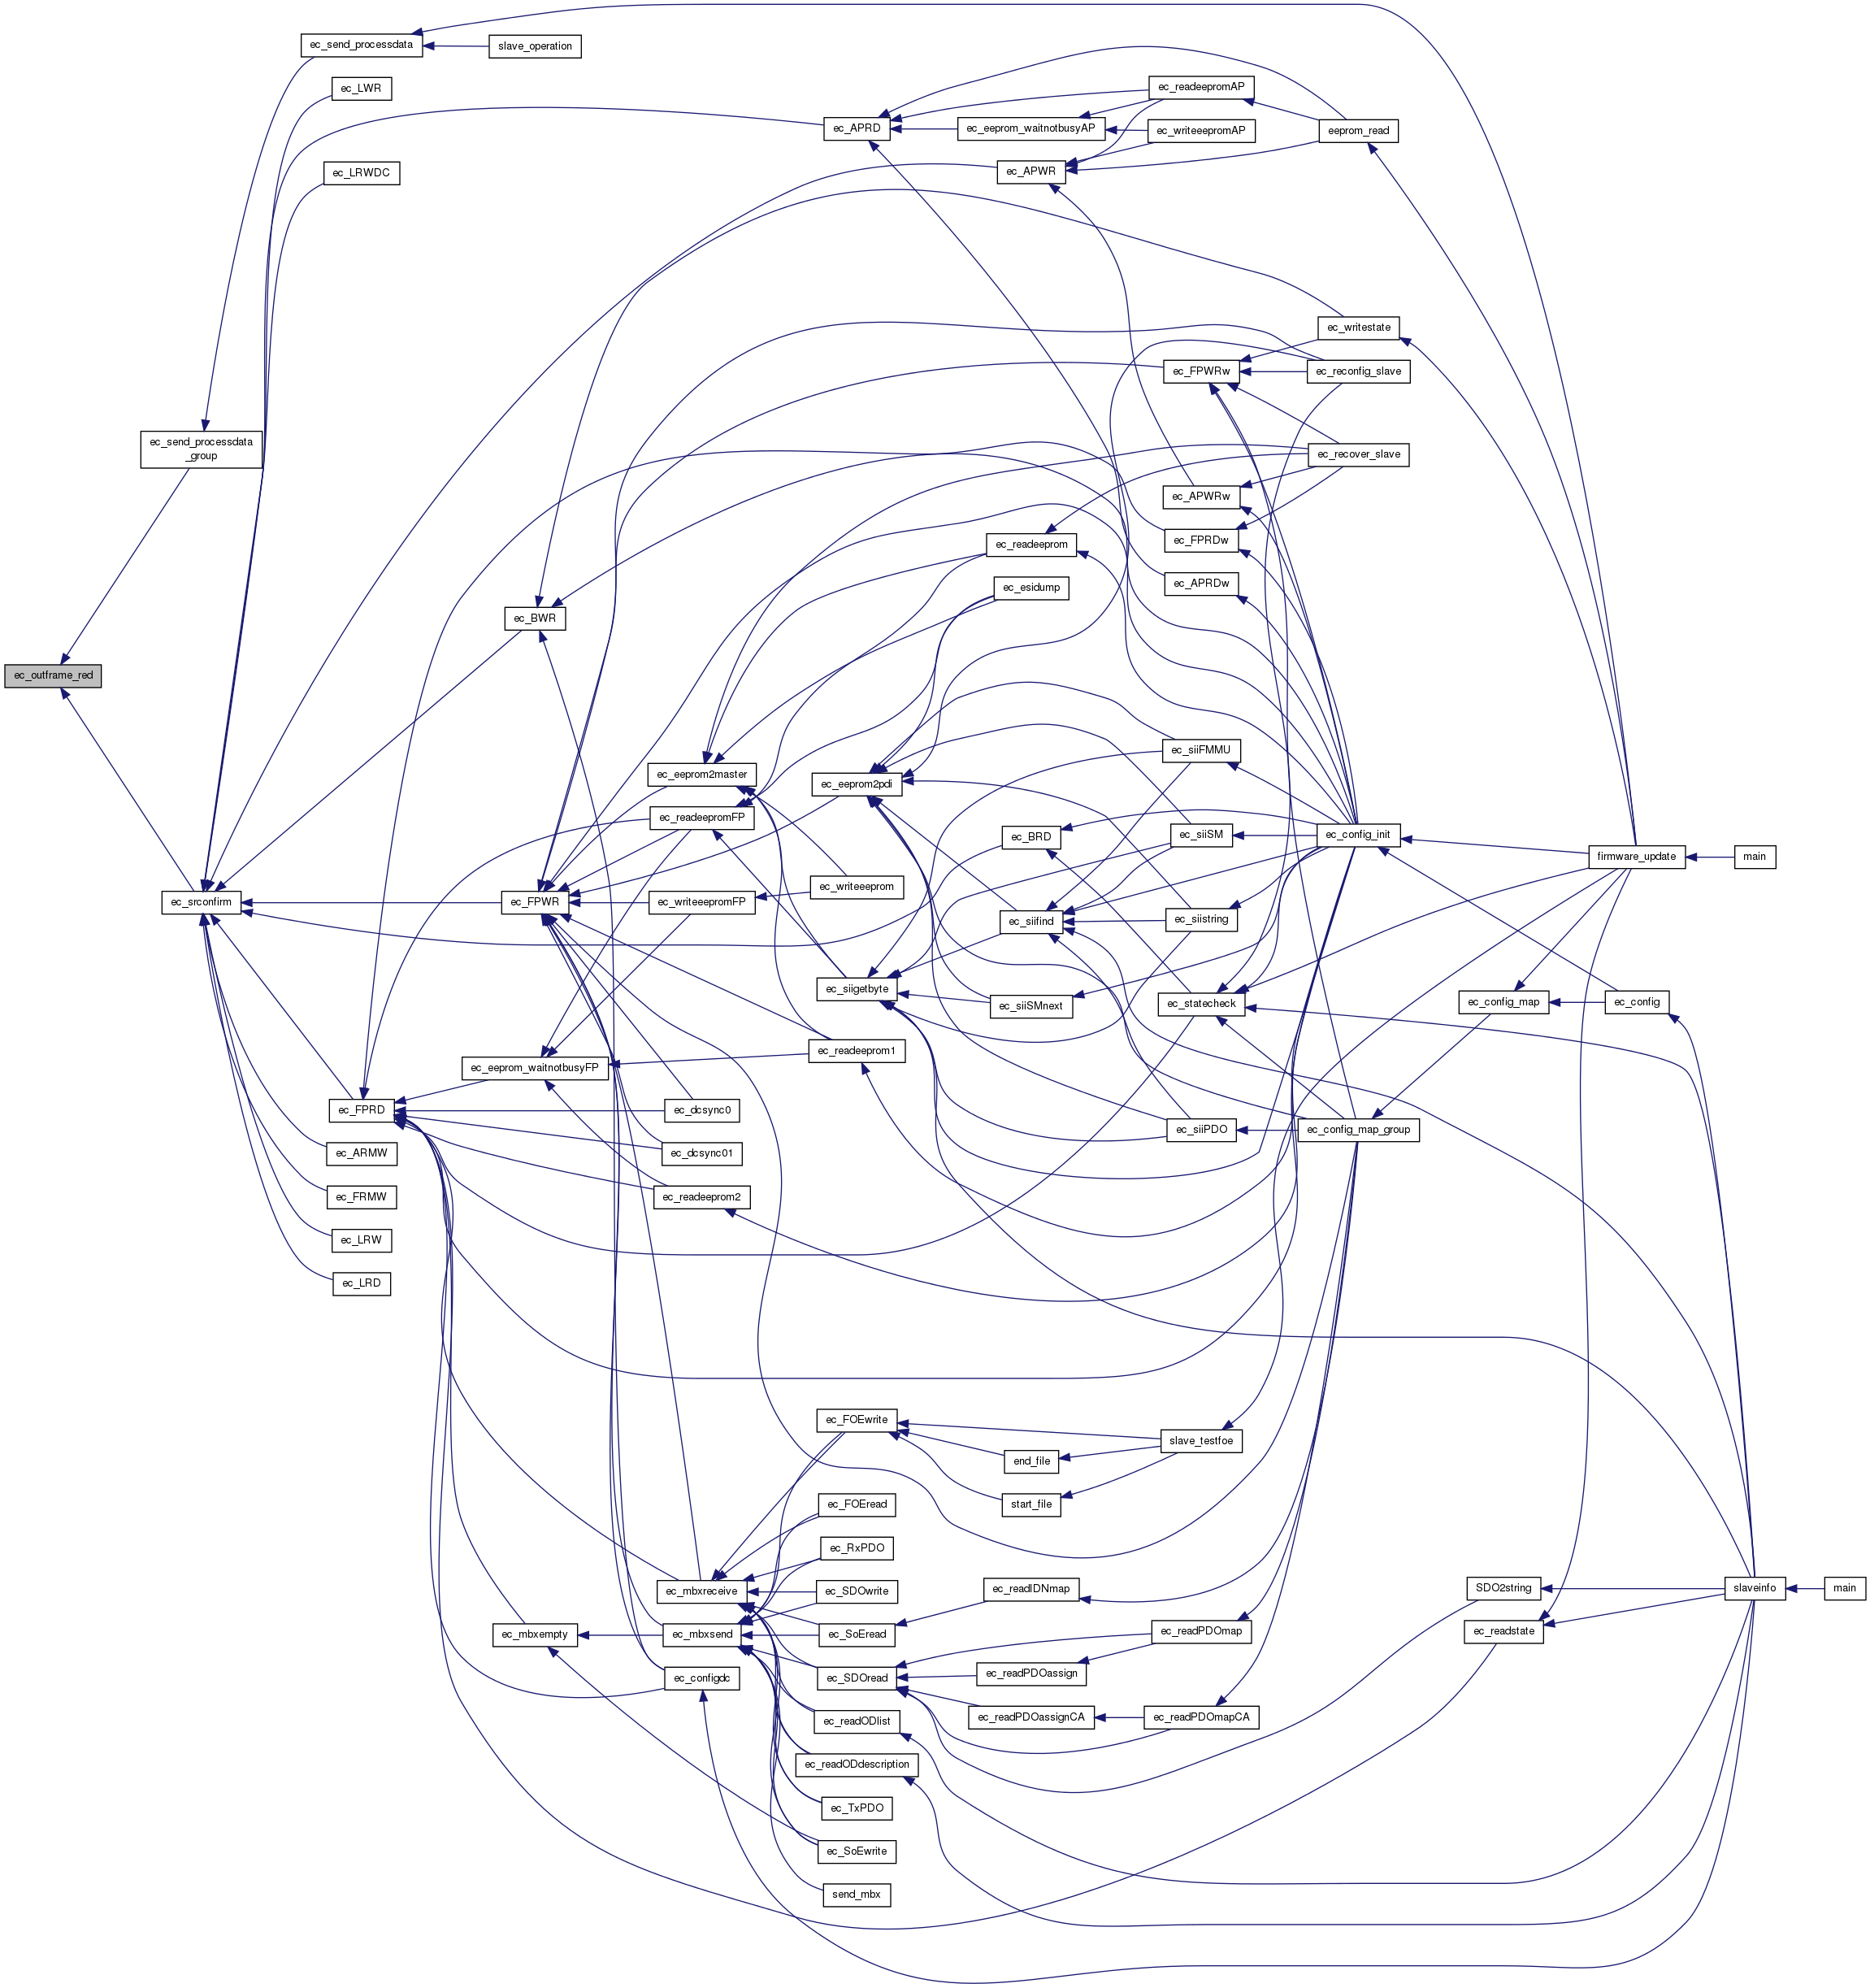 ec_send_processdata
slave_operation
ec_LWR
ec_readeepromAP
ec_APRD
ec_eeprom_waitnotbusyAP
ec_writeeepromAP
eeprom_read
ec_LRWDC
ec_APWR
ec_writestate
ec_FPWRw
ec_reconfig_slave
ec_send_processdata
_group
ec_recover_slave
ec_APWRw
ec_FPRDw
ec_readeeprom
ec_APRDw
ec_esidump
ec_BWR
ec_outframe_red
ec_siiFMMU
ec_eeprom2master
ec_eeprom2pdi
ec_readeepromFP
ec_BRD
ec_siiSM
ec_config_init
firmware_update
main
ec_writeeeprom
ec_srconfirm
ec_FPWR
ec_writeeepromFP
ec_siifind
ec_siistring
ec_siigetbyte
ec_siiSMnext
ec_statecheck
ec_config_map
ec_config
ec_readeeprom1
ec_eeprom_waitnotbusyFP
ec_FPRD
ec_dcsync0
ec_siiPDO
ec_config_map_group
ec_ARMW
ec_dcsync01
ec_FRMW
ec_readeeprom2
ec_LRW
ec_LRD
ec_FOEwrite
slave_testfoe
end_file
ec_FOEread
start_file
ec_RxPDO
ec_mbxreceive
ec_SDOwrite
ec_readIDNmap
SDO2string
slaveinfo
main
ec_mbxempty
ec_mbxsend
ec_SoEread
ec_readPDOmap
ec_readstate
ec_configdc
ec_SDOread
ec_readPDOassign
ec_readODlist
ec_readPDOassignCA
ec_readPDOmapCA
ec_readODdescription
ec_TxPDO
ec_SoEwrite
send_mbx